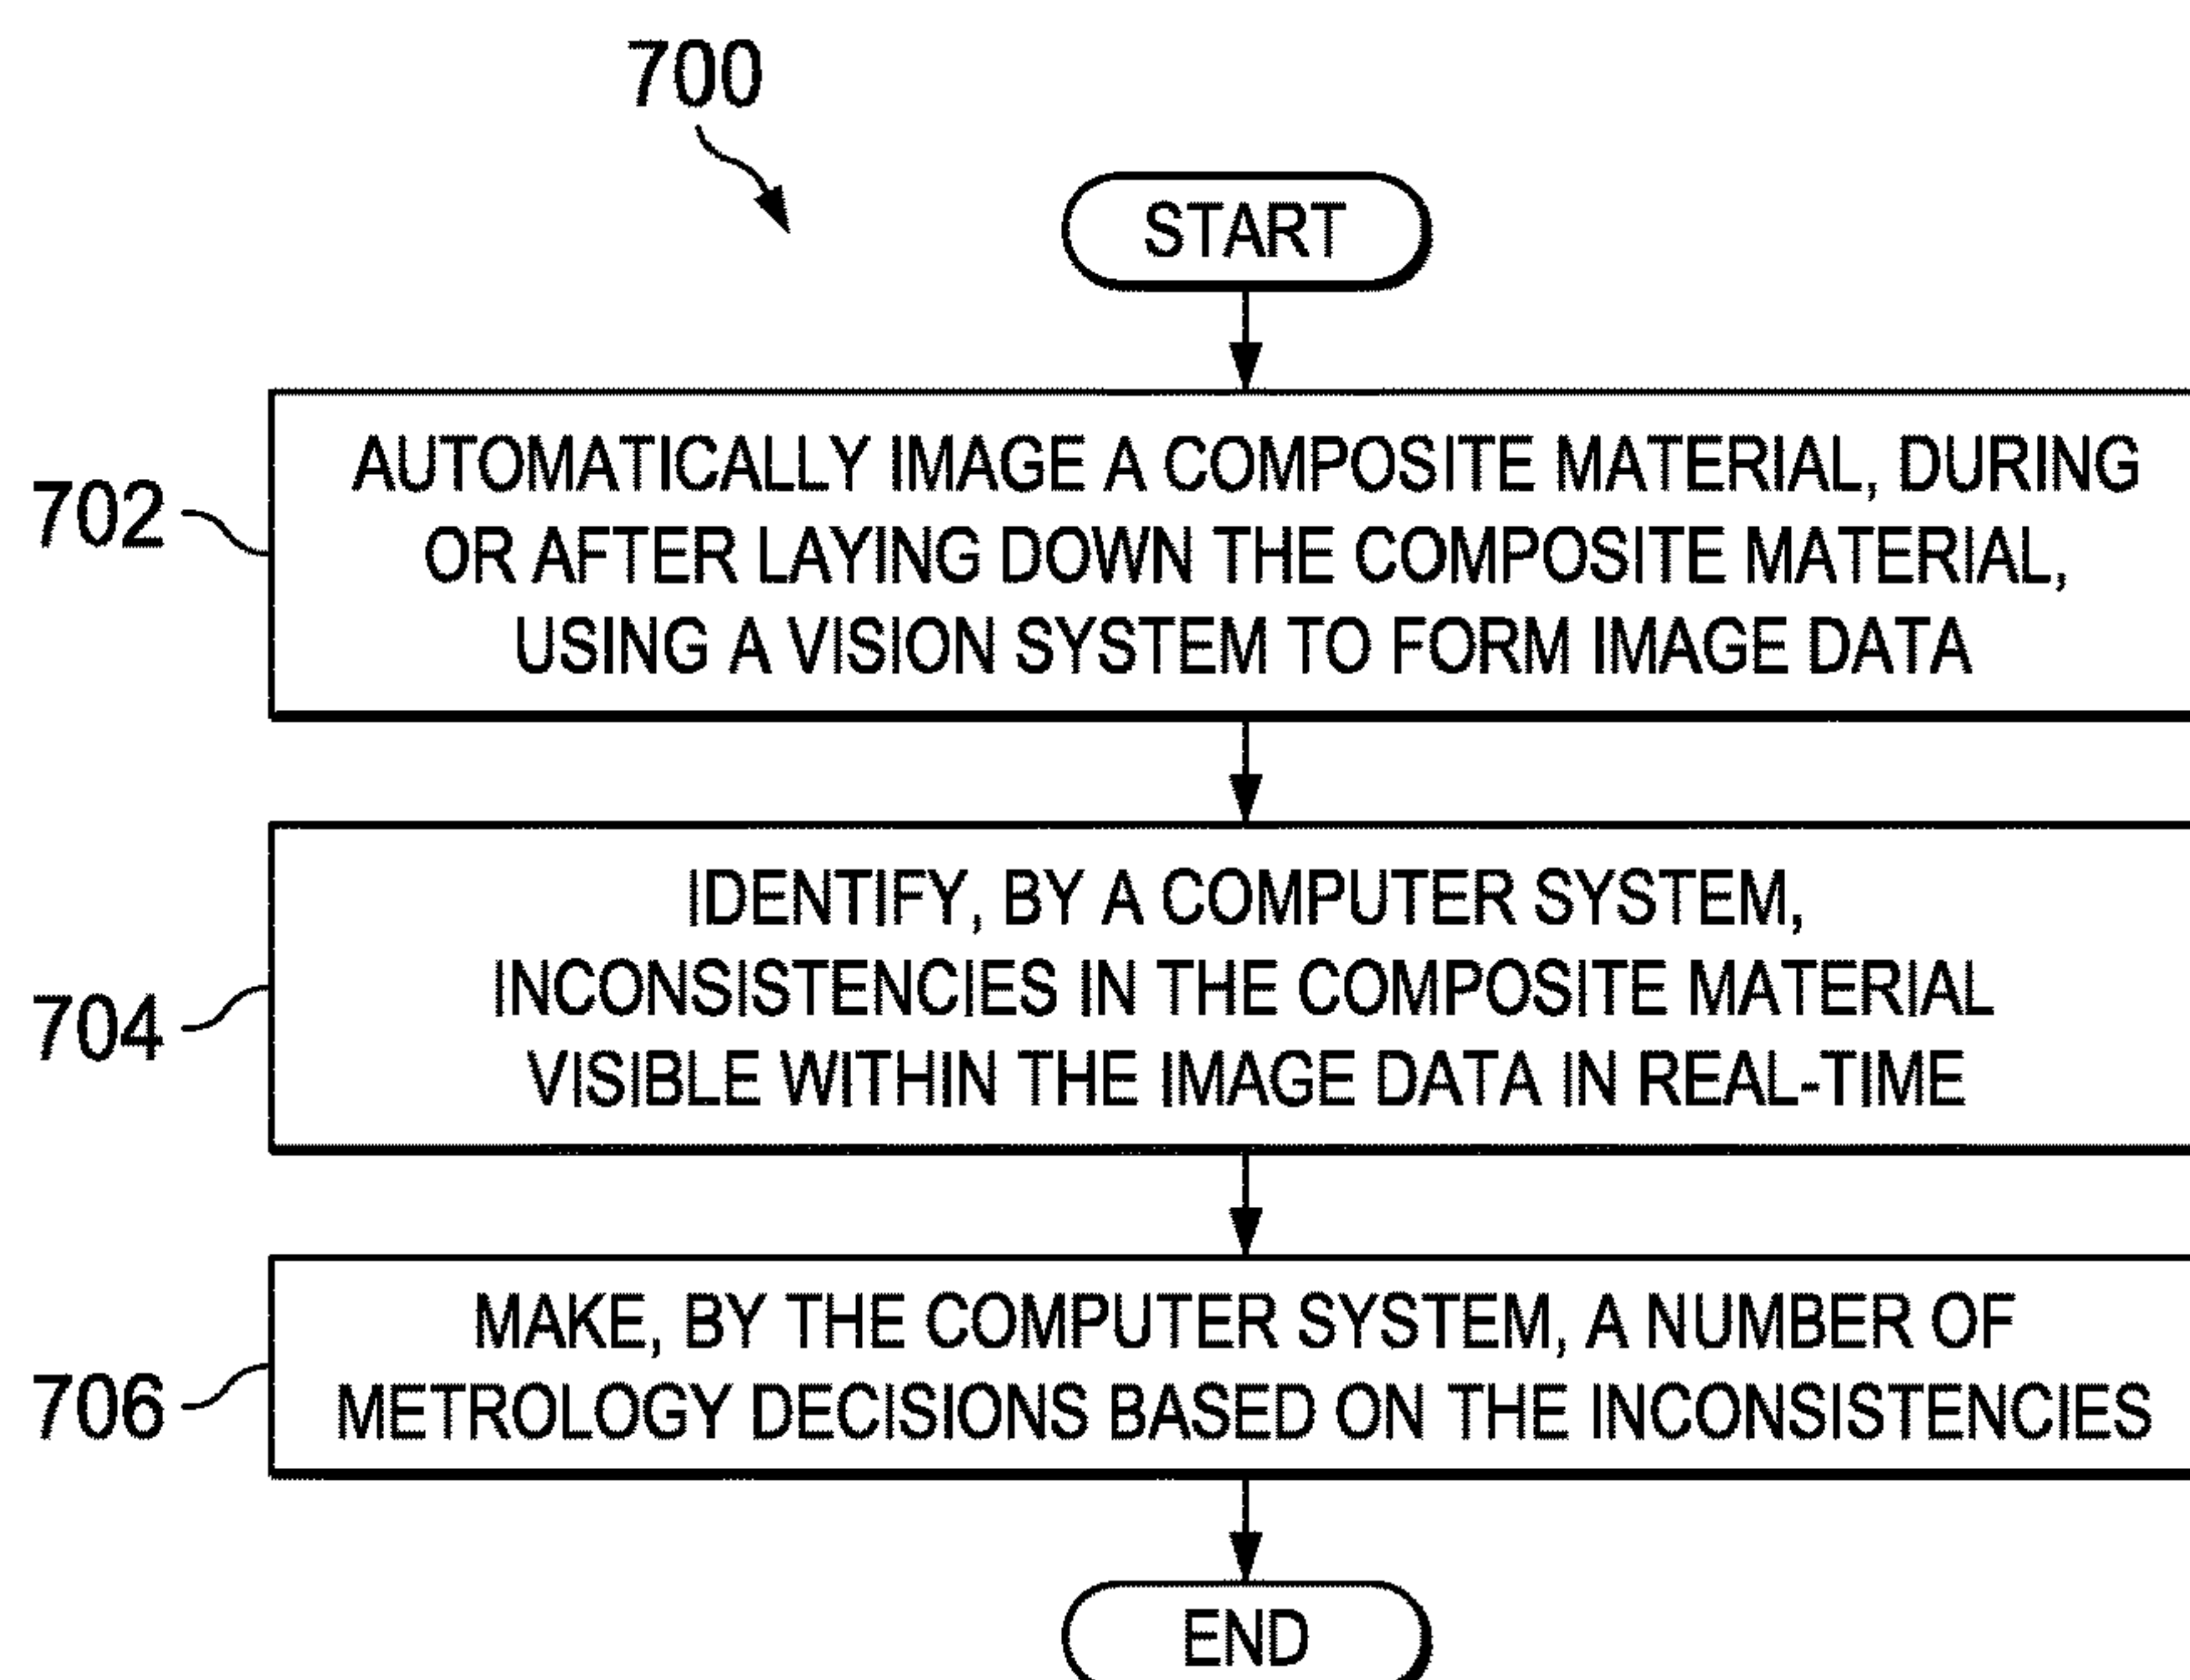 700
START
702
AUTOMATICALLY IMAGE A COMPOSITE MATERIAL, DURING
OR AFTER LAYING DOWN THE COMPOSITE MATERIAL,
USING A VISION SYSTEM TO FORM IMAGE DATA
704
IDENTIFY, BY A COMPUTER SYSTEM,
INCONSISTENCIES IN THE COMPOSITE MATERIAL
VISIBLE WITHIN THE IMAGE DATA IN REAL-TIME
706
MAKE, BY THE COMPUTER SYSTEM, A NUMBER OF
METROLOGY DECISIONS BASED ON THE INCONSISTENCIES
END